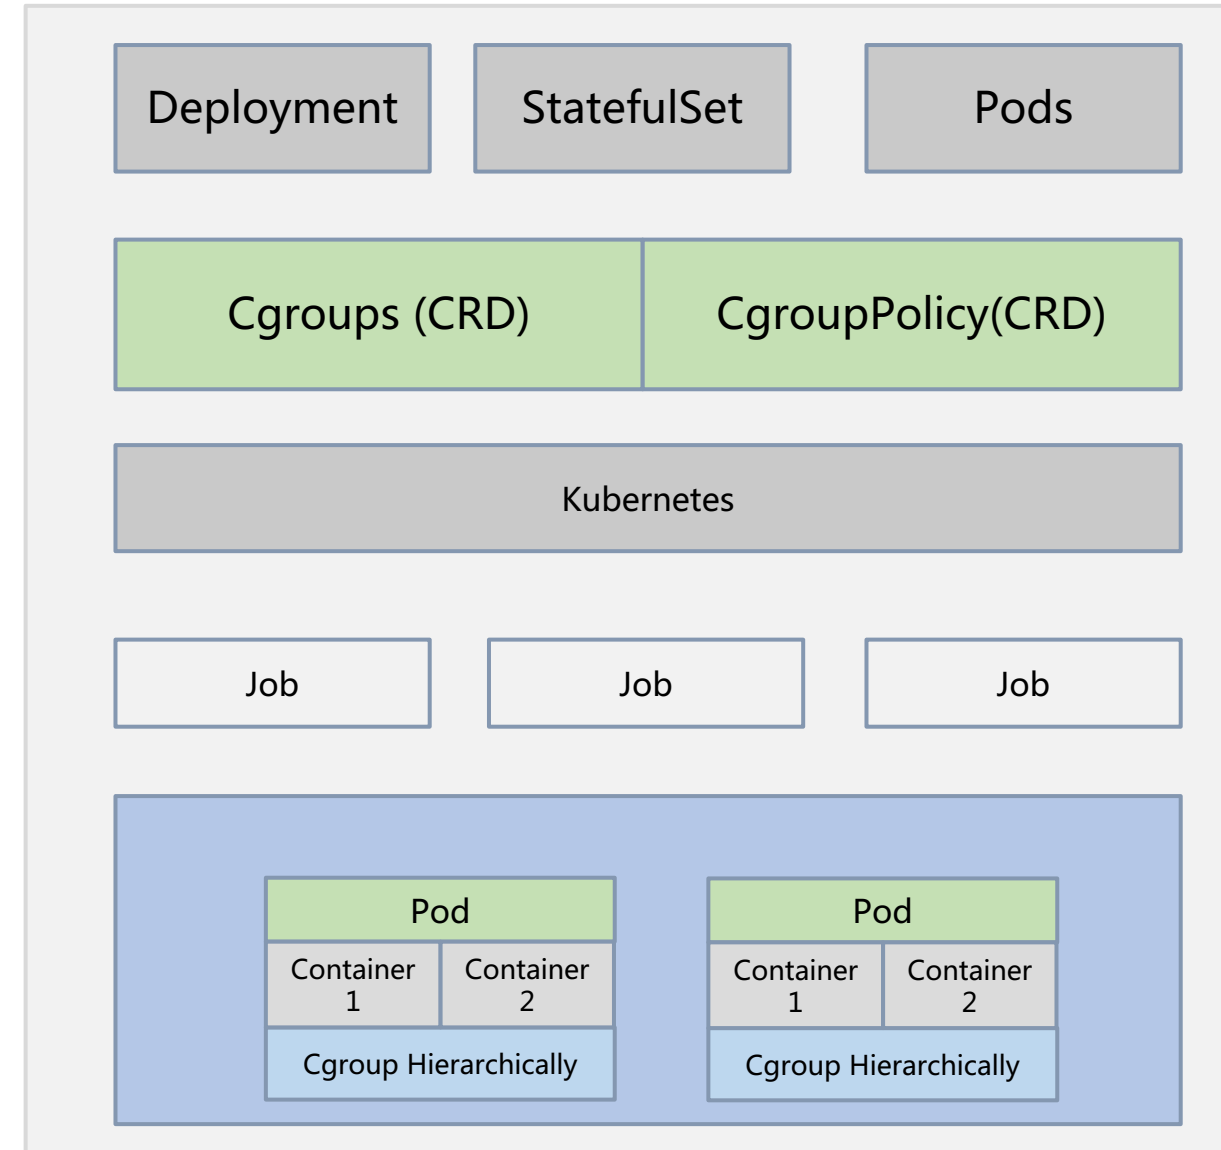 Deployment
StatefulSet
Pods
Cgroups (CRD)
CgroupPolicy(CRD)
Kubernetes
Job
Job
Job
Pod
Pod
Container
1
Container
2
Container
1
Container
2
Cgroup Hierarchically
Cgroup Hierarchically